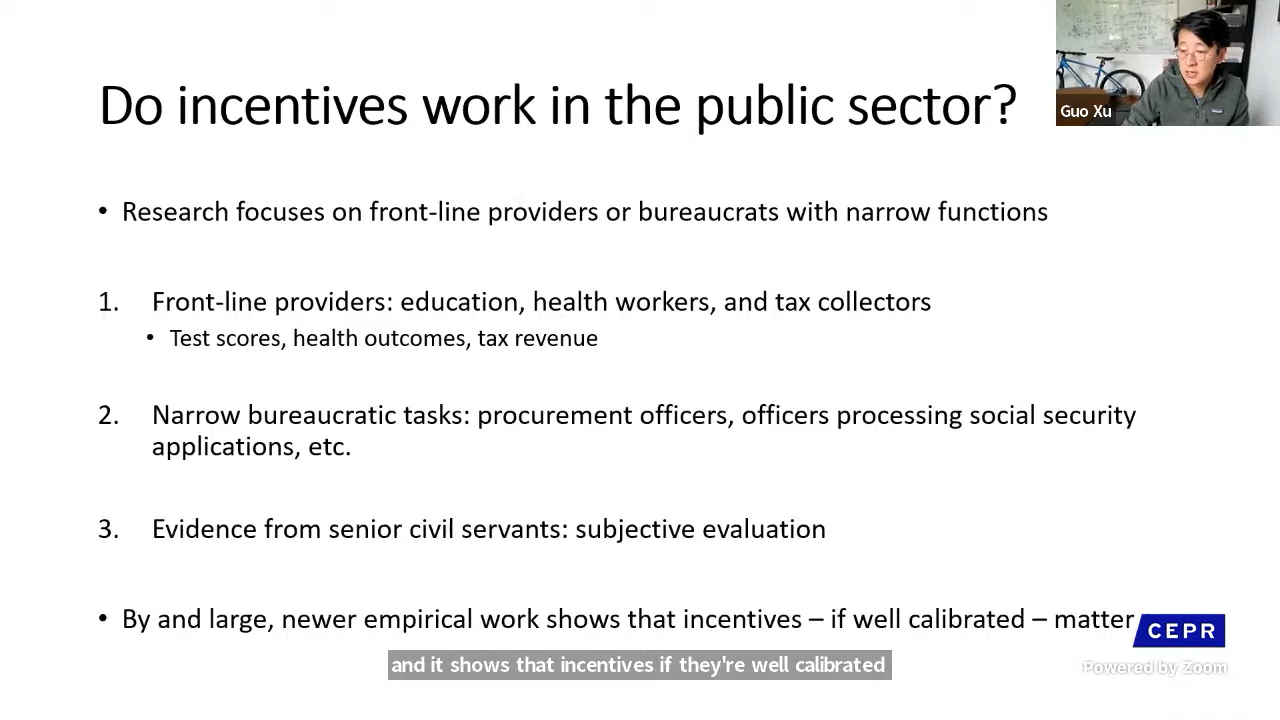 Do incentives work in the public sector?
Guo Xu
• Research focuses on front-line providers or bureaucrats with narrow functions
1. Front-line providers: education, health workers, and tax collectors
• Test scores, health outcomes, tax revenue
2. Narrow bureaucratic tasks: procurement officers, officers processing social security
applications, etc.
3. Evidence from senior civil servants: subjective evaluation
• By and large, newer empirical work shows that incentives – if well calibrated – matter
CEPR
and it shows that incentives if they're well calibrated
Powered by Zoom